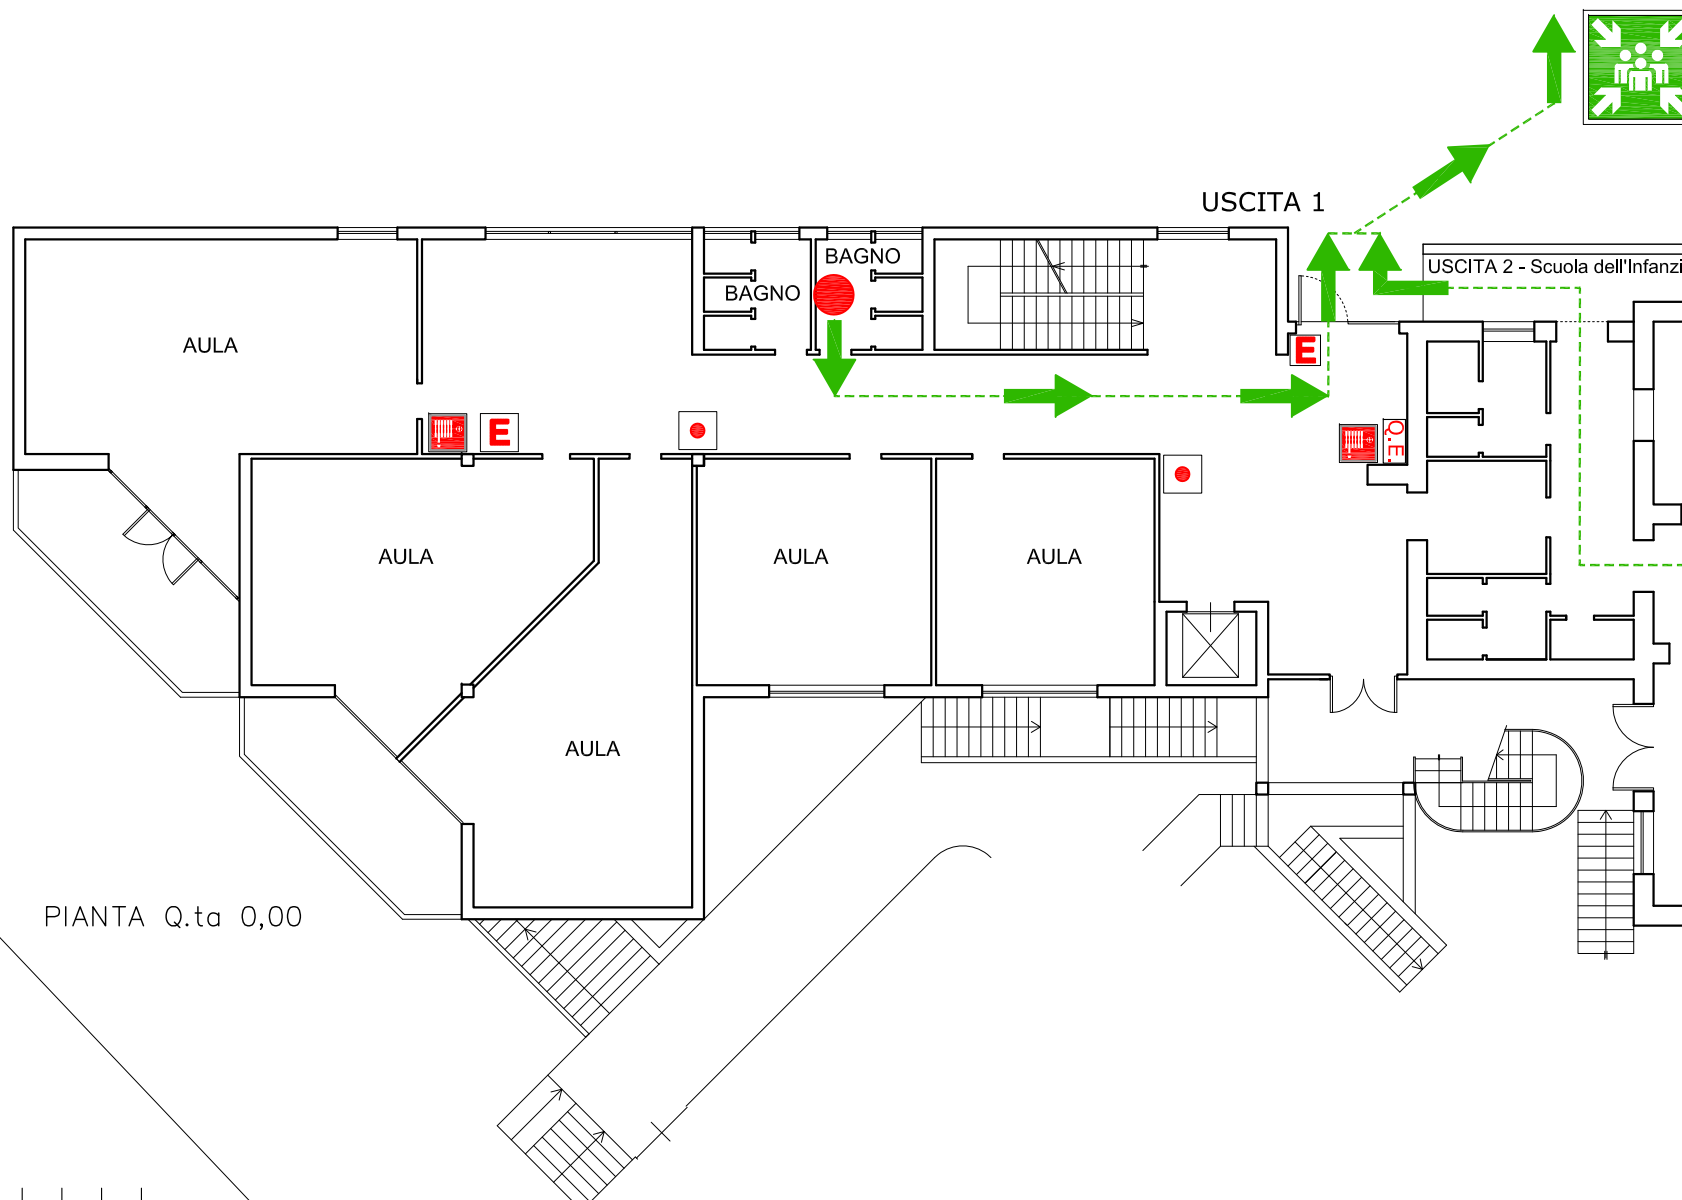 USCITA 1
BAGNO
USCITA 2 - Scuola dell'Infanzi
BAGNO
AULA
E
E
Q.E.
AULA
AULA
AULA
AULA
PIANTA Q.ta 0,00